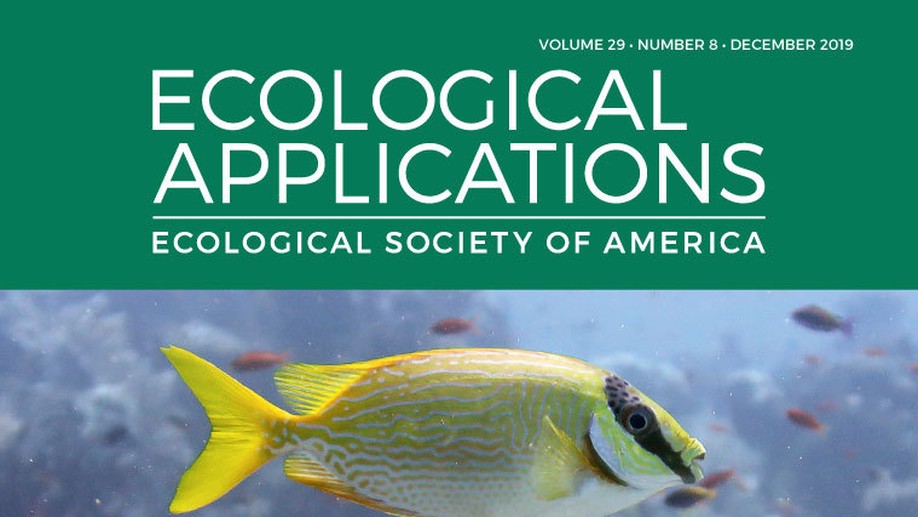 VOLUME 29 • NUMBER 8 • DECEMBER 2019
ECOLOGICAL
APPLICATIONS
ECOLOGICAL SOCIETY OF AMERICA